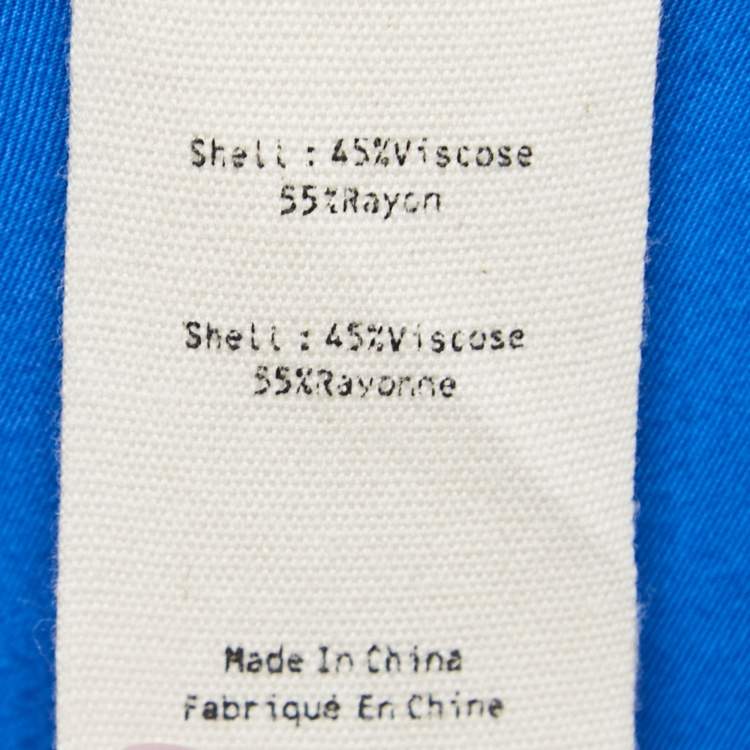 Shell : 45%Viscose
55%Rayon
Shell : 45%Viscose
55%Rayonne
Made In China
Fabriqué En Chine